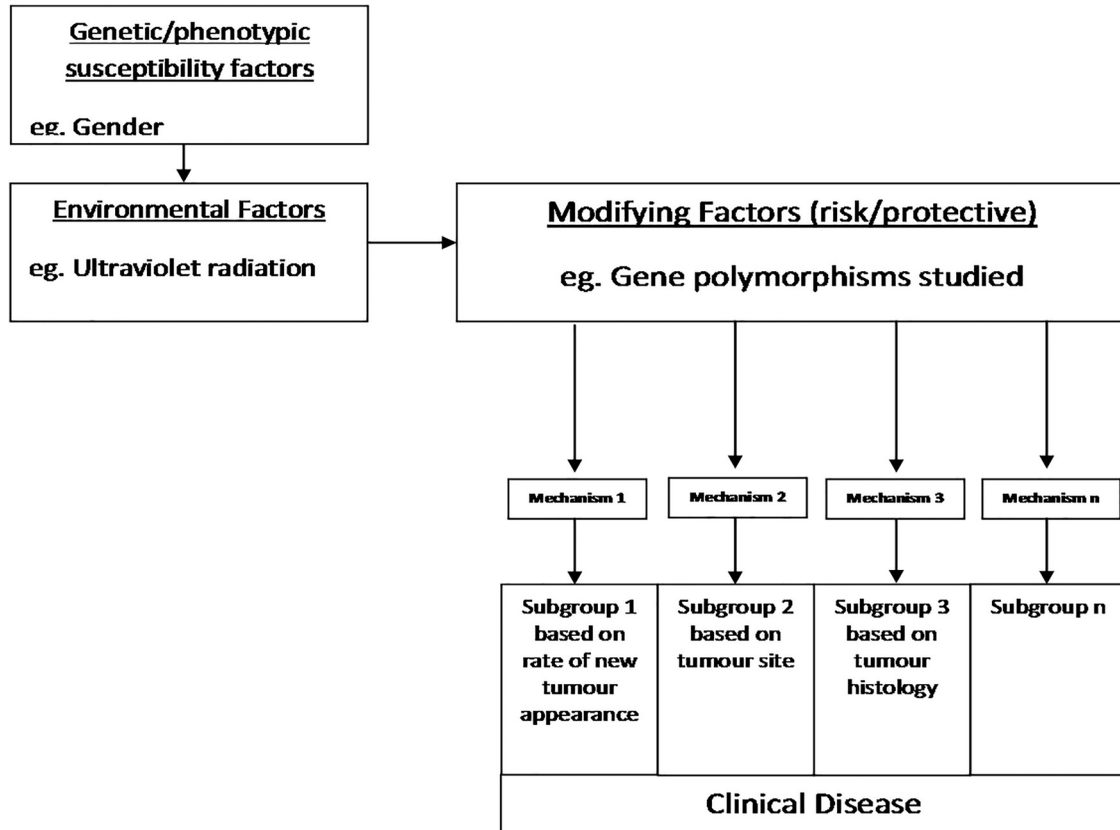 Genetic/phenotypic
susceptibility factors
eg. Gender
Environmental Factors
eg. Ultraviolet radiation
Modifying Factors (risk/protective)
eg. Gene polymorphisms studied
Mechanism 1
Mechanism 2
Mechanism 3
Mechanism n
Subgroup 1
based on
rate of new
tumour
appearance
Subgroup 2
based on
tumour site
Subgroup 3
based on
tumour
histology
Subgroup n
Clinical Disease